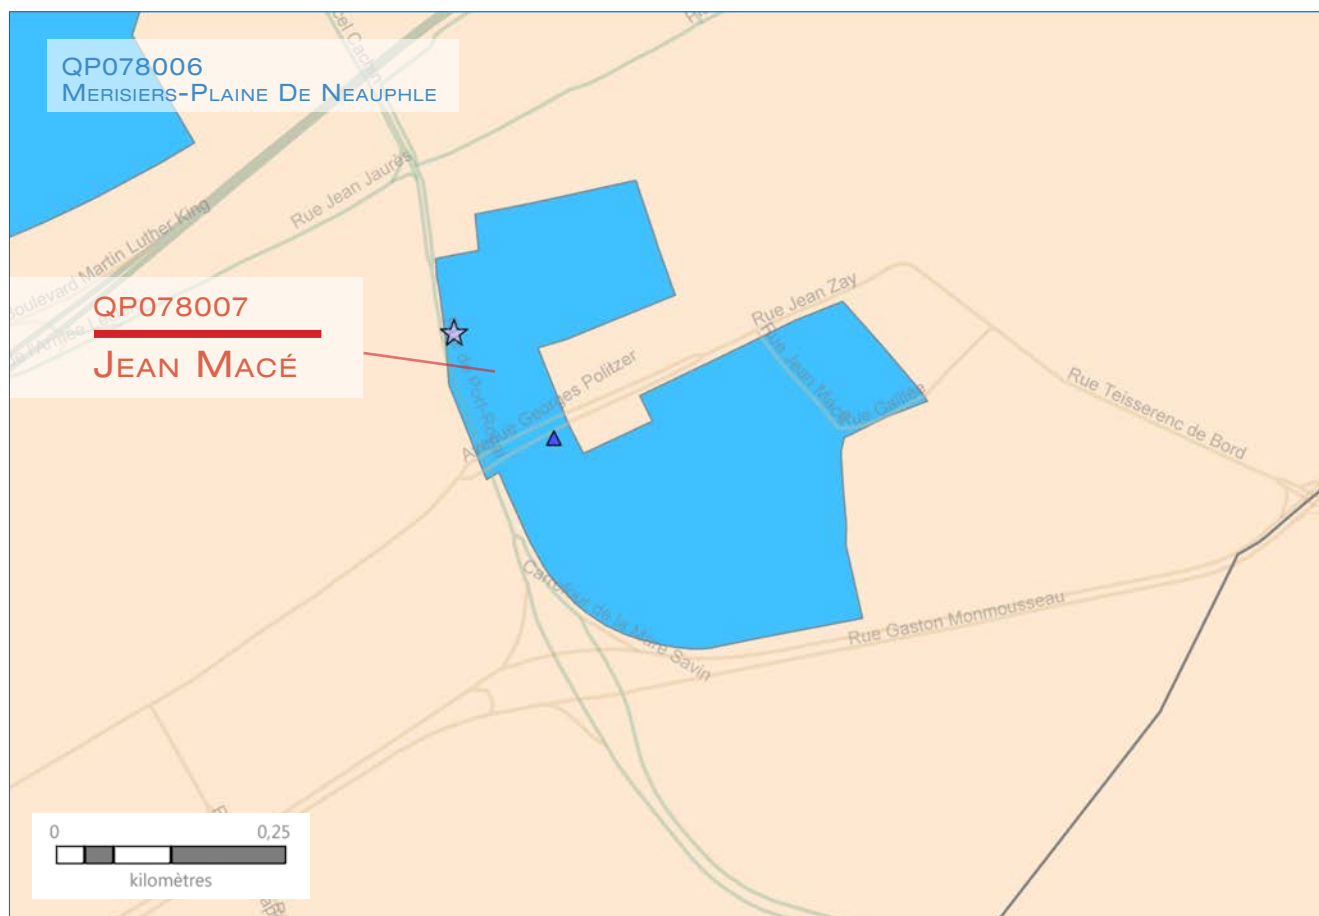 QP078006
Merisiers-Plaine De Neauphle
Rue Jean Jaurès
Boulevard Martin Luther King
QP078007
Jean Macé
Rue Jean Zay
Rue Jean Macé
Rue Galilée
Avenue Georges Politzer
Rue Teisserenc de Bord
Carrefour de la Mare Savin
Rue Gaston Monmousseau
0 0,25
kilomètres